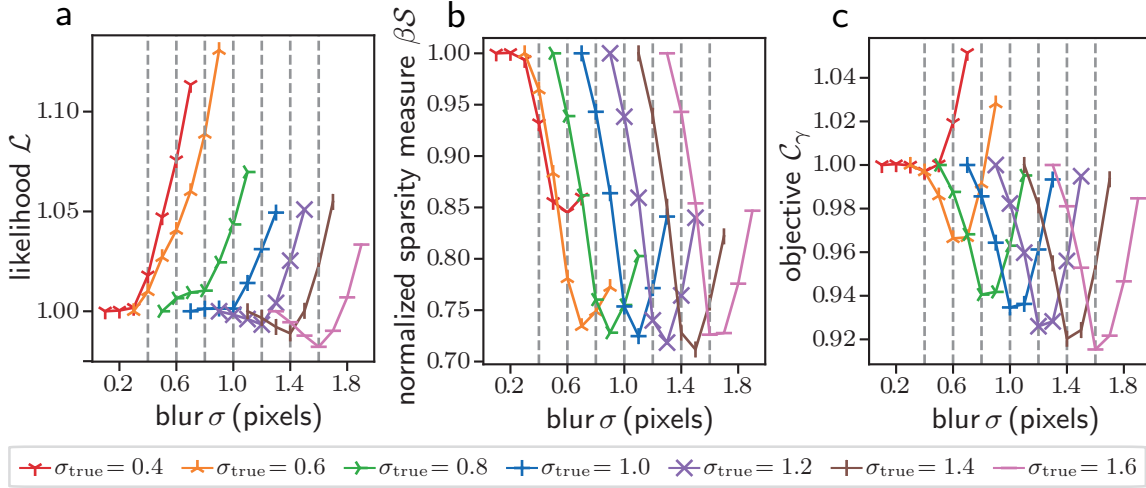 a
likelihood ℒ
1.10
1.05
1.00
0.2 0.6 1.0 1.4 1.8
blur σ (pixels)
b
normalized sparsity measure β𝒮
1.00
0.95
0.90
0.85
0.80
0.75
0.70
0.2 0.6 1.0 1.4 1.8
blur σ (pixels)
c
objective 𝒞γ
1.04
1.02
1.00
0.98
0.96
0.94
0.92
0.2 0.6 1.0 1.4 1.8
blur σ (pixels)
σtrue = 0.4 σtrue = 0.6 σtrue = 0.8 σtrue = 1.0 σtrue = 1.2 σtrue = 1.4 σtrue = 1.6